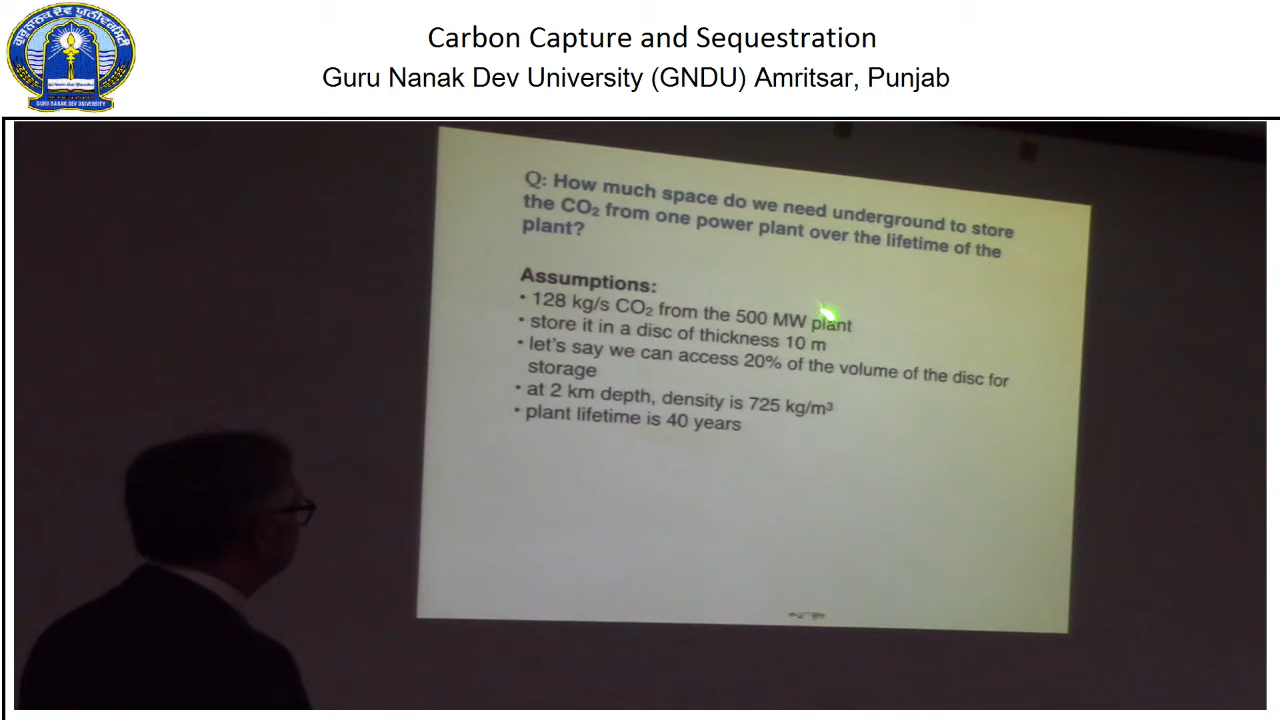 Carbon Capture and Sequestration
Guru Nanak Dev University (GNDU) Amritsar, Punjab
GURU NANAK DEV UNIVERSITY
Q: How much space do we need underground to store
the CO₂ from one power plant over the lifetime of the
plant?
Assumptions:
• 128 kg/s CO₂ from the 500 MW plant
• store it in a disc of thickness 10 m
• let's say we can access 20% of the volume of the disc for
storage
• at 2 km depth, density is 725 kg/m³
• plant lifetime is 40 years